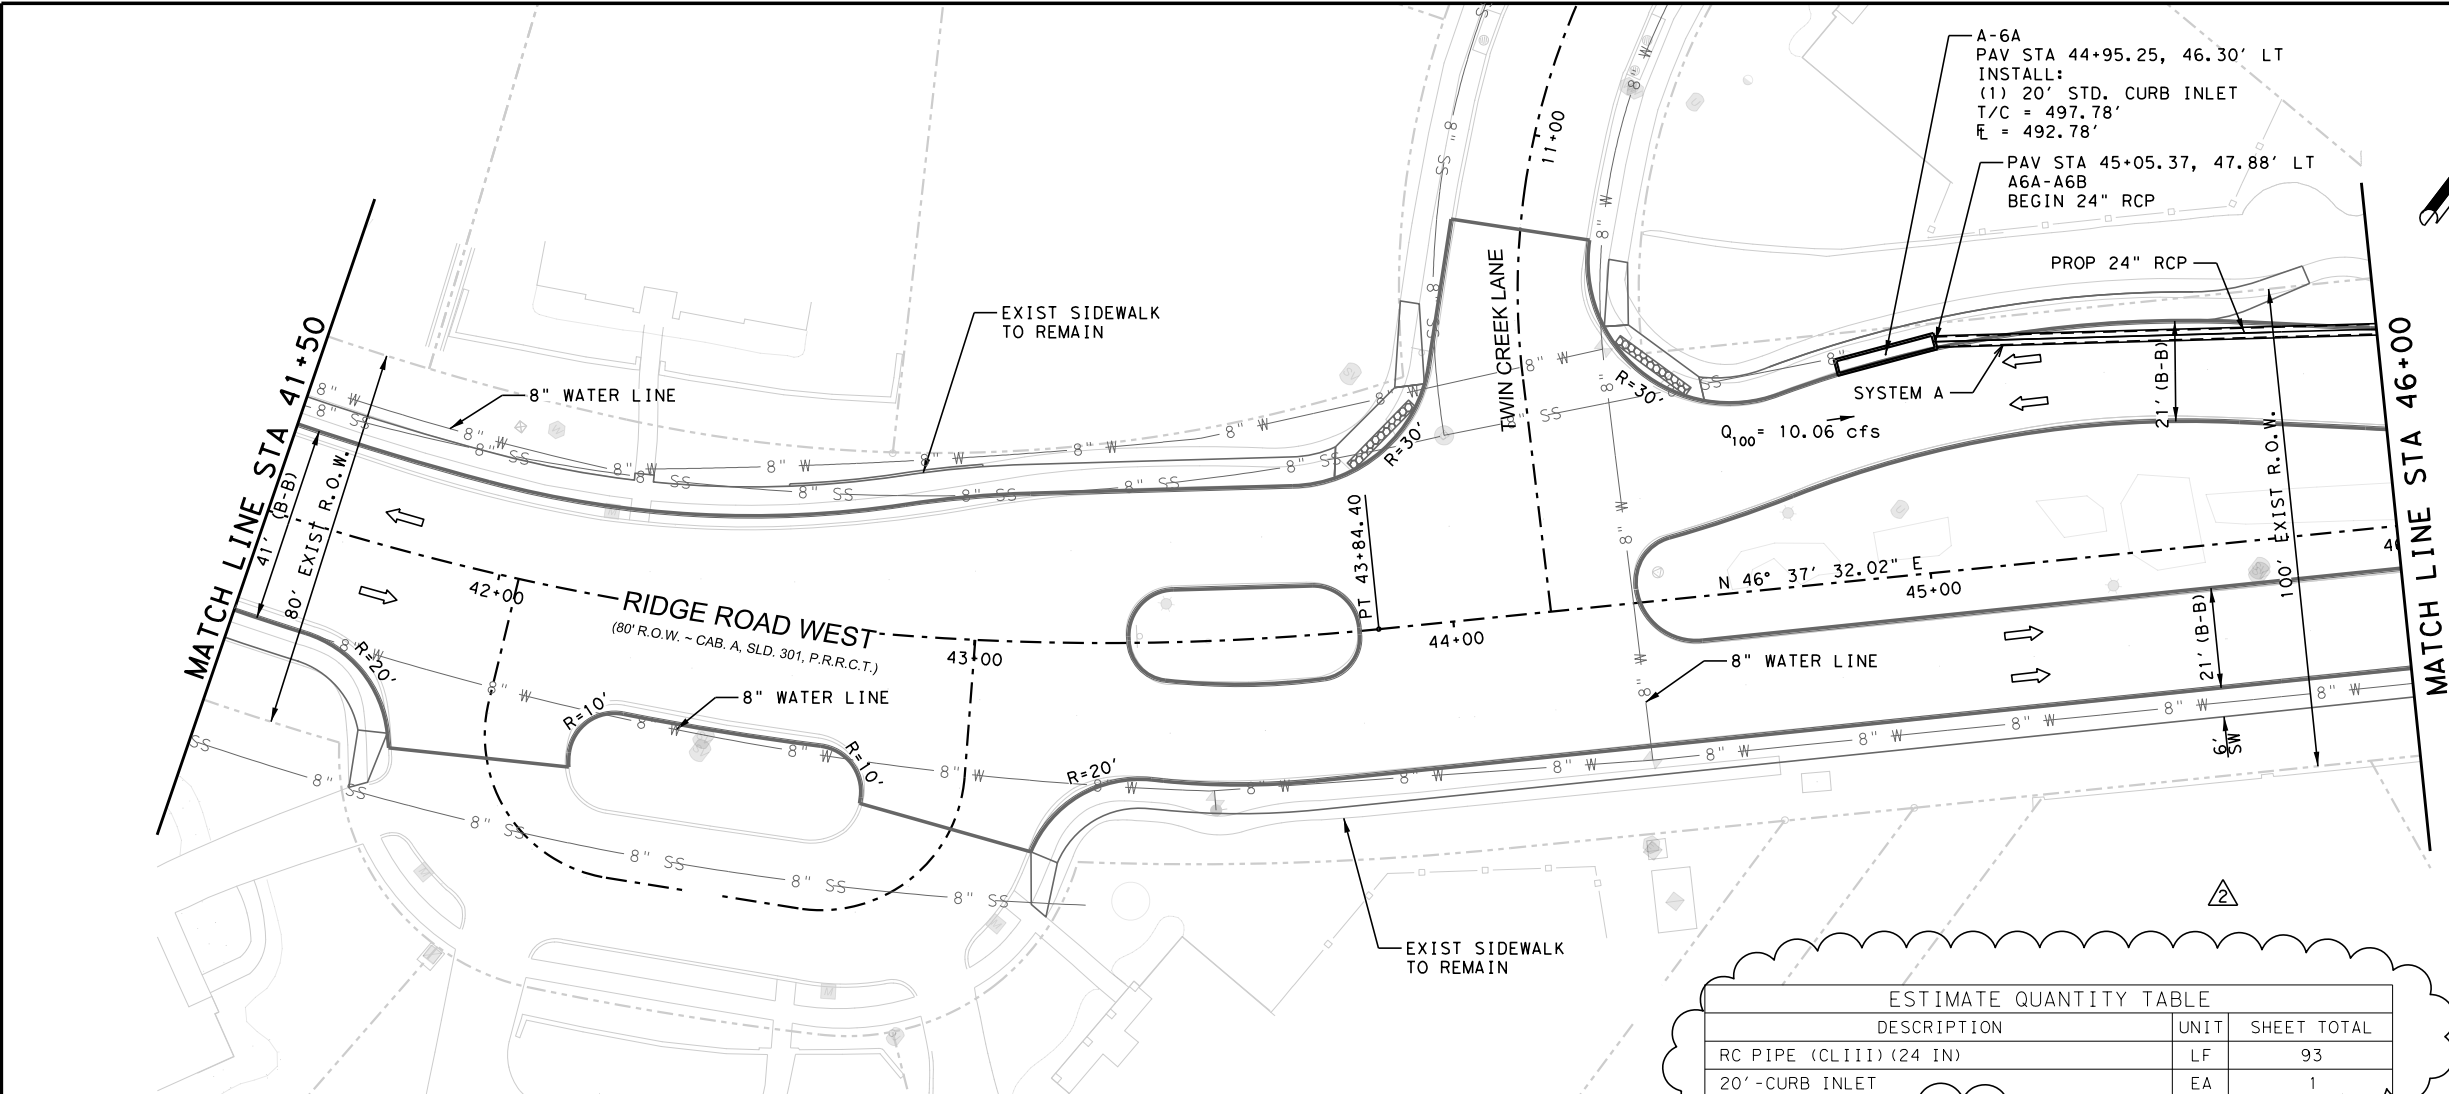 A-6A
PAV STA 44+95.25, 46.30' LT
INSTALL:
(1) 20' STD. CURB INLET
T/C = 497.78'
FL = 492.78'
PAV STA 45+05.37, 47.88' LT
A6A-A6B
BEGIN 24" RCP
PROP 24" RCP
SYSTEM A
Q100= 10.06 cfs
11+00
TWIN CREEK LANE
EXIST SIDEWALK
TO REMAIN
8" WATER LINE
MATCH LINE STA 41+50
41' (B-B)
80' EXIST R.O.W.
R=30'
R=30'
21' (B-B)
100' EXIST R.O.W.
MATCH LINE STA 46+00
42+00
RIDGE ROAD WEST
(80' R.O.W. ~ CAB. A, SLD. 301, P.R.R.C.T.)
43+00
PT 43+84.40
44+00
N 46° 37' 32.02" E
45+00
8" WATER LINE
8" WATER LINE
R=20'
R=10'
R=10'
R=20'
21' (B-B)
6'
SW
EXIST SIDEWALK
TO REMAIN
8" W
8" SS
2
ESTIMATE QUANTITY TABLE
DESCRIPTION UNIT SHEET TOTAL
RC PIPE (CLIII)(24 IN) LF 93
20'-CURB INLET EA 1